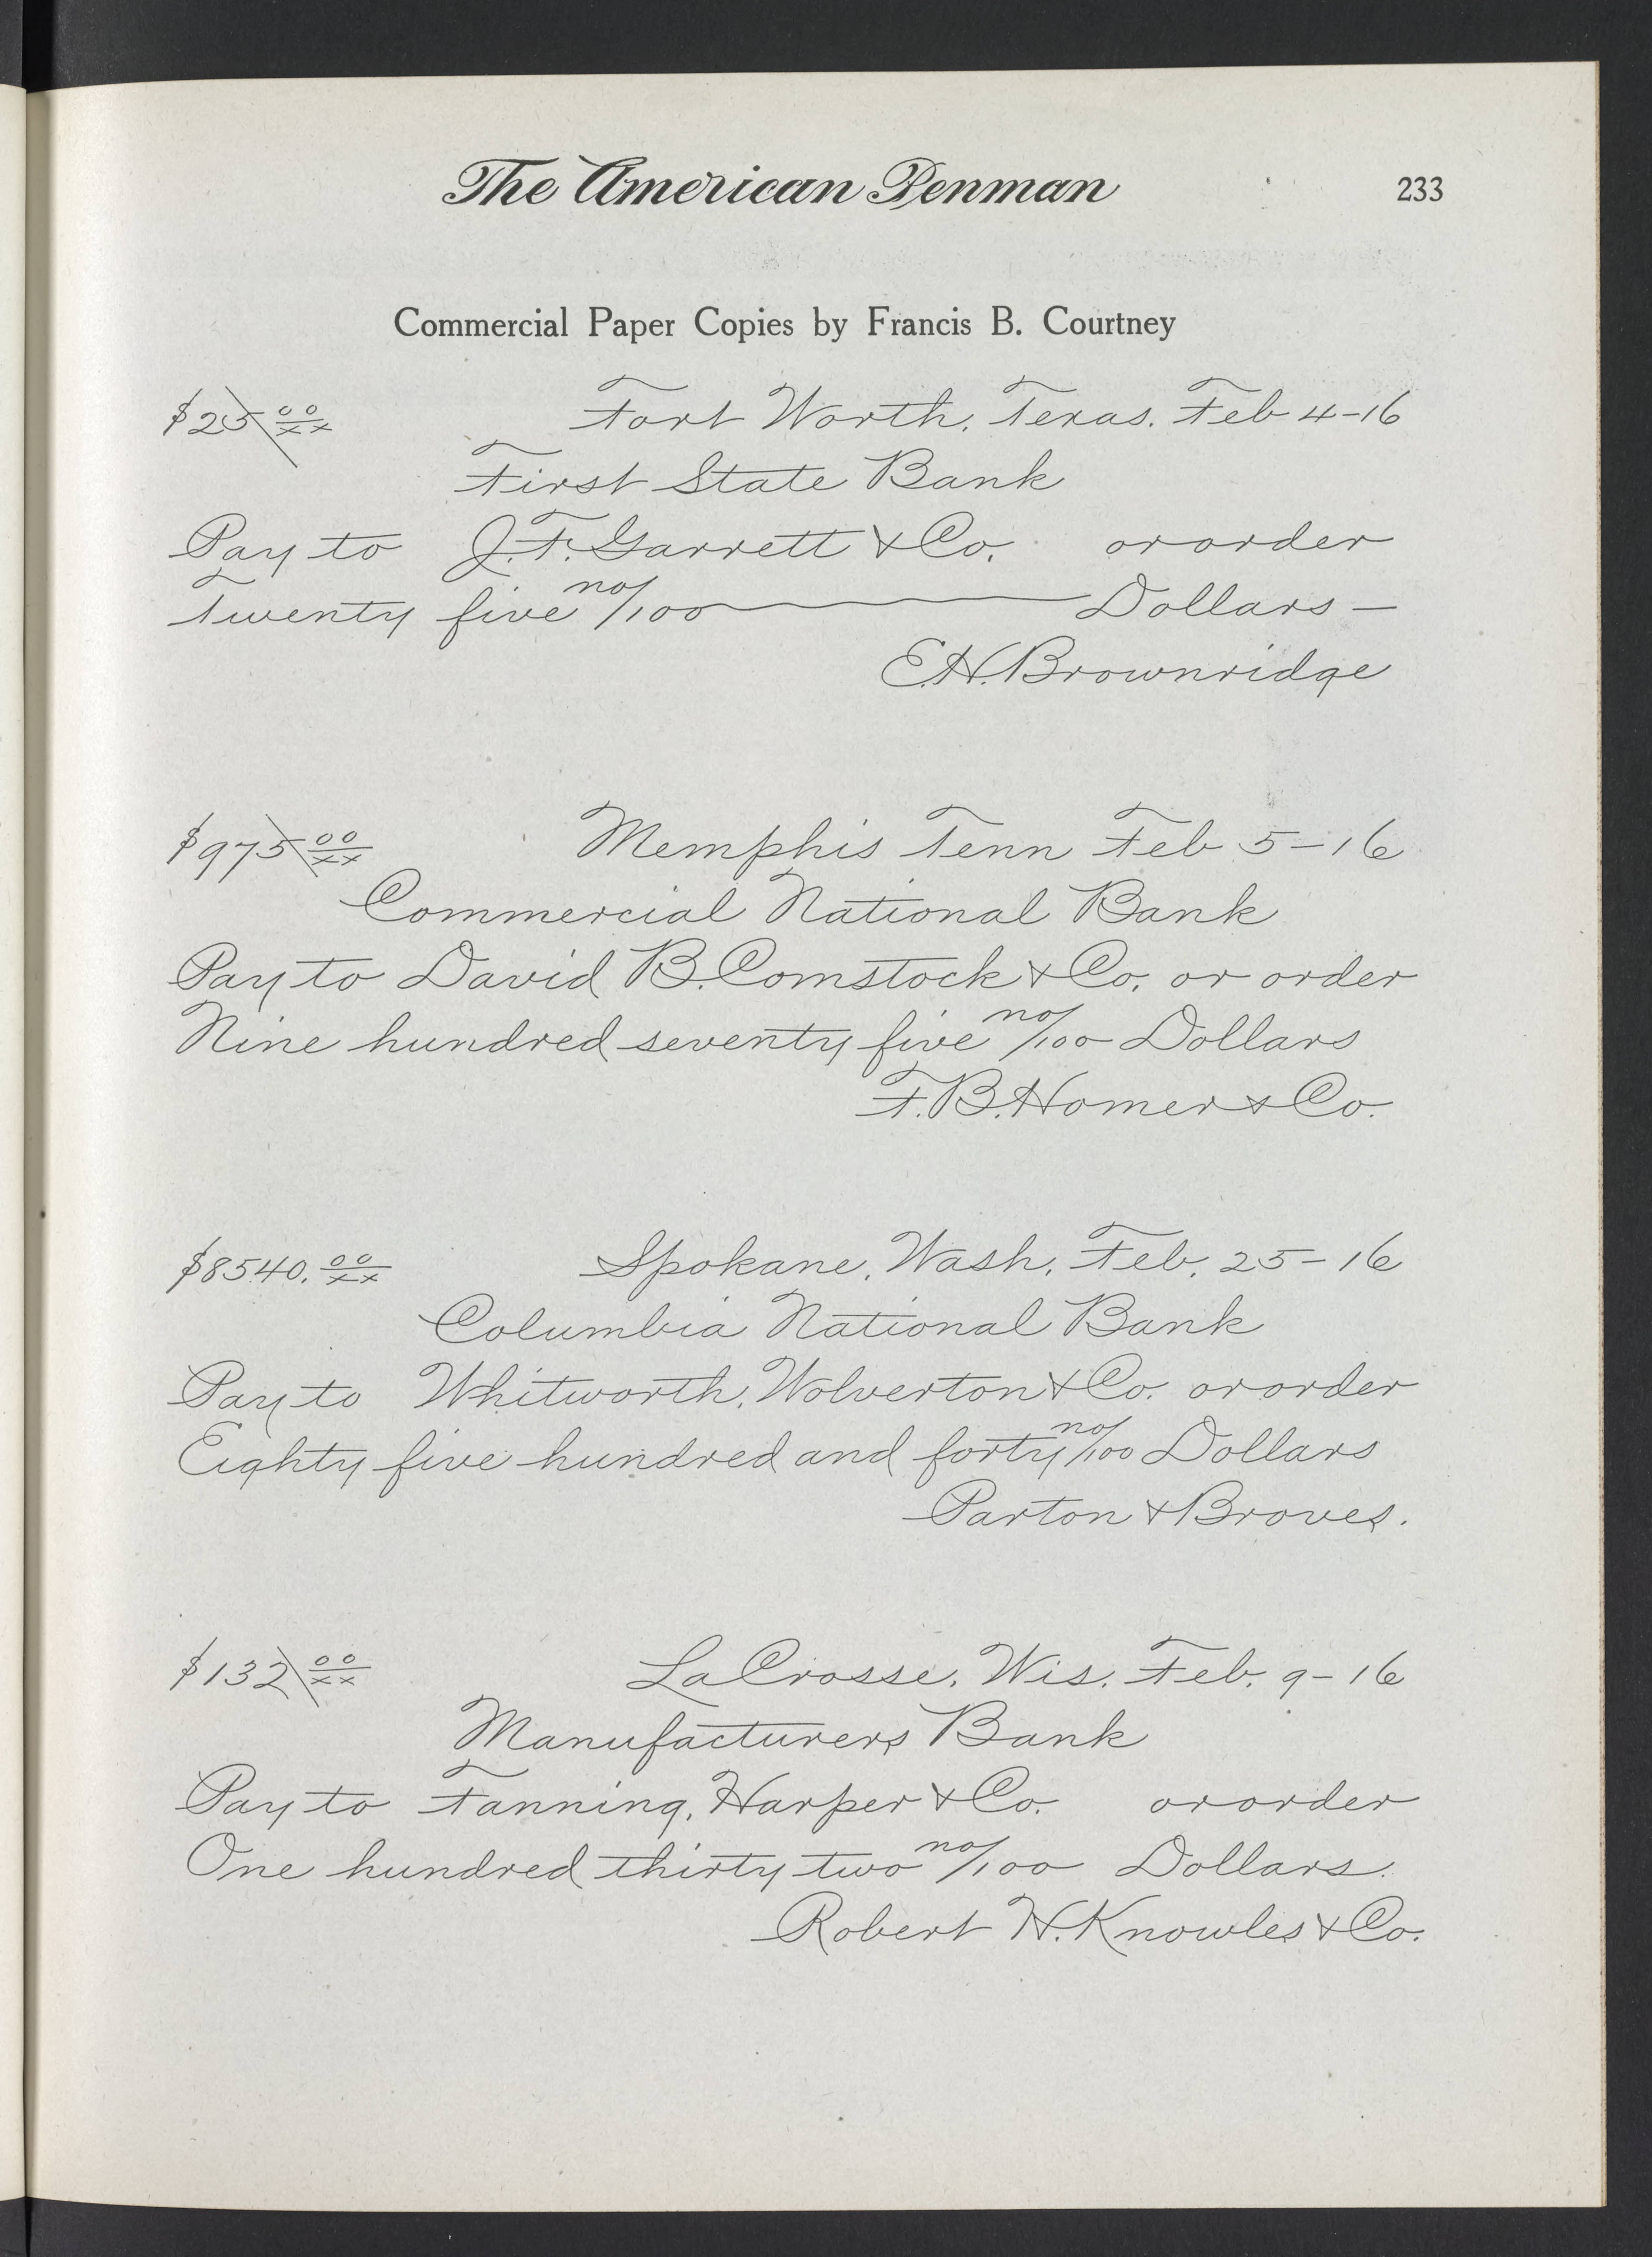 The American Penman 233
Commercial Paper Copies by Francis B. Courtney
$25 00/xx Fort Worth, Texas. Feb 4-16
First State Bank
Pay to J. F. Garrett & Co. or order
Twenty five no/100 Dollars —
E. H. Brownridge
$975 00/xx Memphis Tenn Feb 5-16
Commercial National Bank
Pay to David B. Comstock & Co. or order
Nine hundred seventy five no/100 Dollars
F. B. Homer & Co.
$8540. 00/xx Spokane, Wash, Feb, 25-16
Columbia National Bank
Pay to Whitworth, Wolverton & Co. or order
Eighty five hundred and forty no/100 Dollars
Parton & Broves.
$132 00/xx La Crosse, Wis. Feb. 9-16
Manufacturers Bank
Pay to Fanning, Harper & Co. or order
One hundred thirty two no/100 Dollars.
Robert H. Knowles & Co.